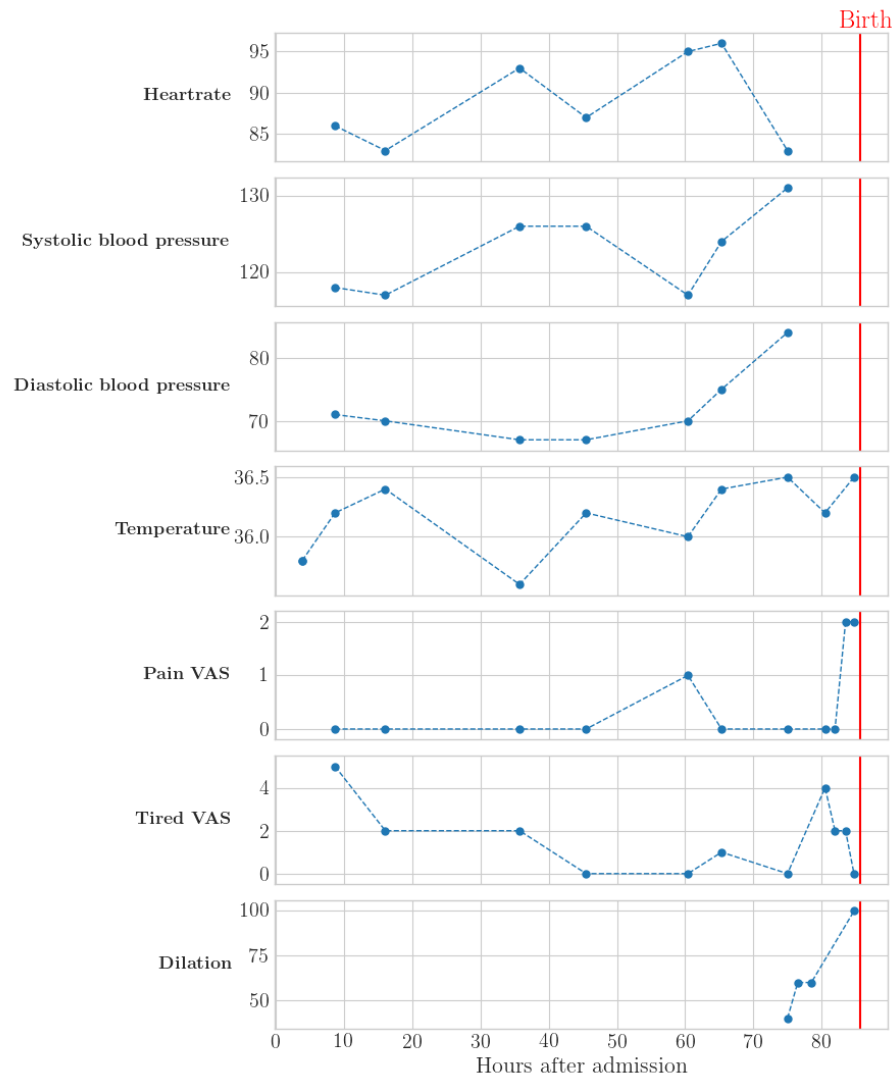 Birth
95
Heartrate 90
85
130
Systolic blood pressure
120
80
Diastolic blood pressure
70
36.5
Temperature 36.0
2
Pain VAS 1
0
4
Tired VAS 2
0
100
Dilation 75
50
0 10 20 30 40 50 60 70 80
Hours after admission